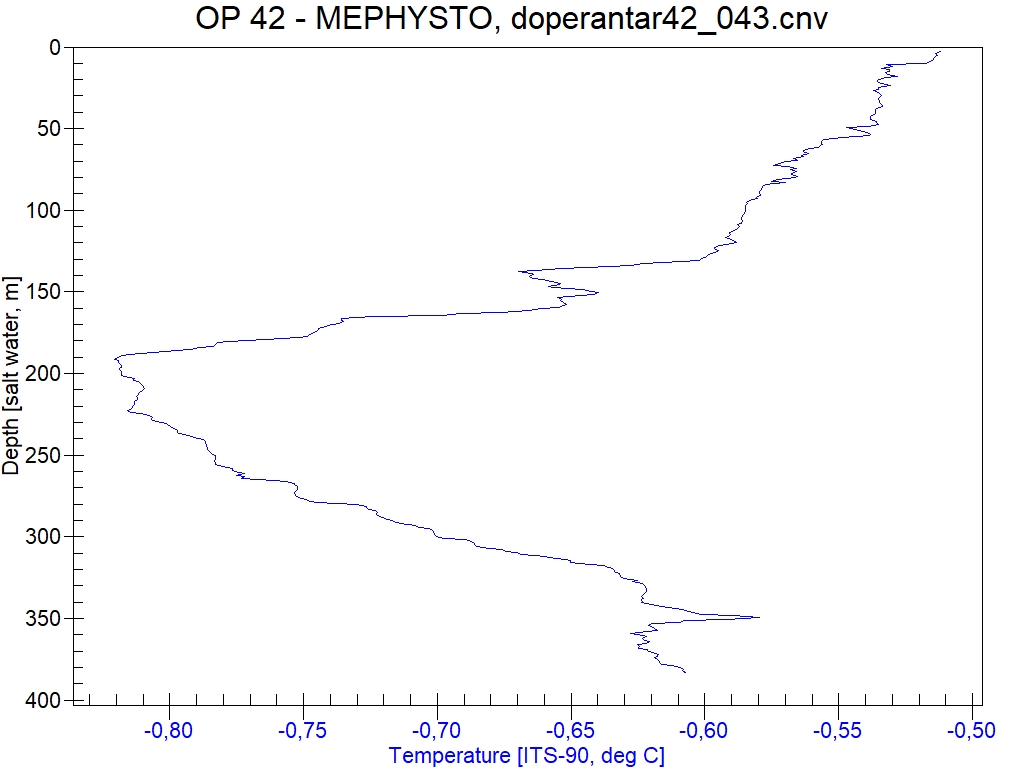 OP 42 - MEPHYSTO, doperantar42_043.cnv
0
50
100
150
200
250
300
350
400
Depth [salt water, m]
-0,80 -0,75 -0,70 -0,65 -0,60 -0,55 -0,50
Temperature [ITS-90, deg C]